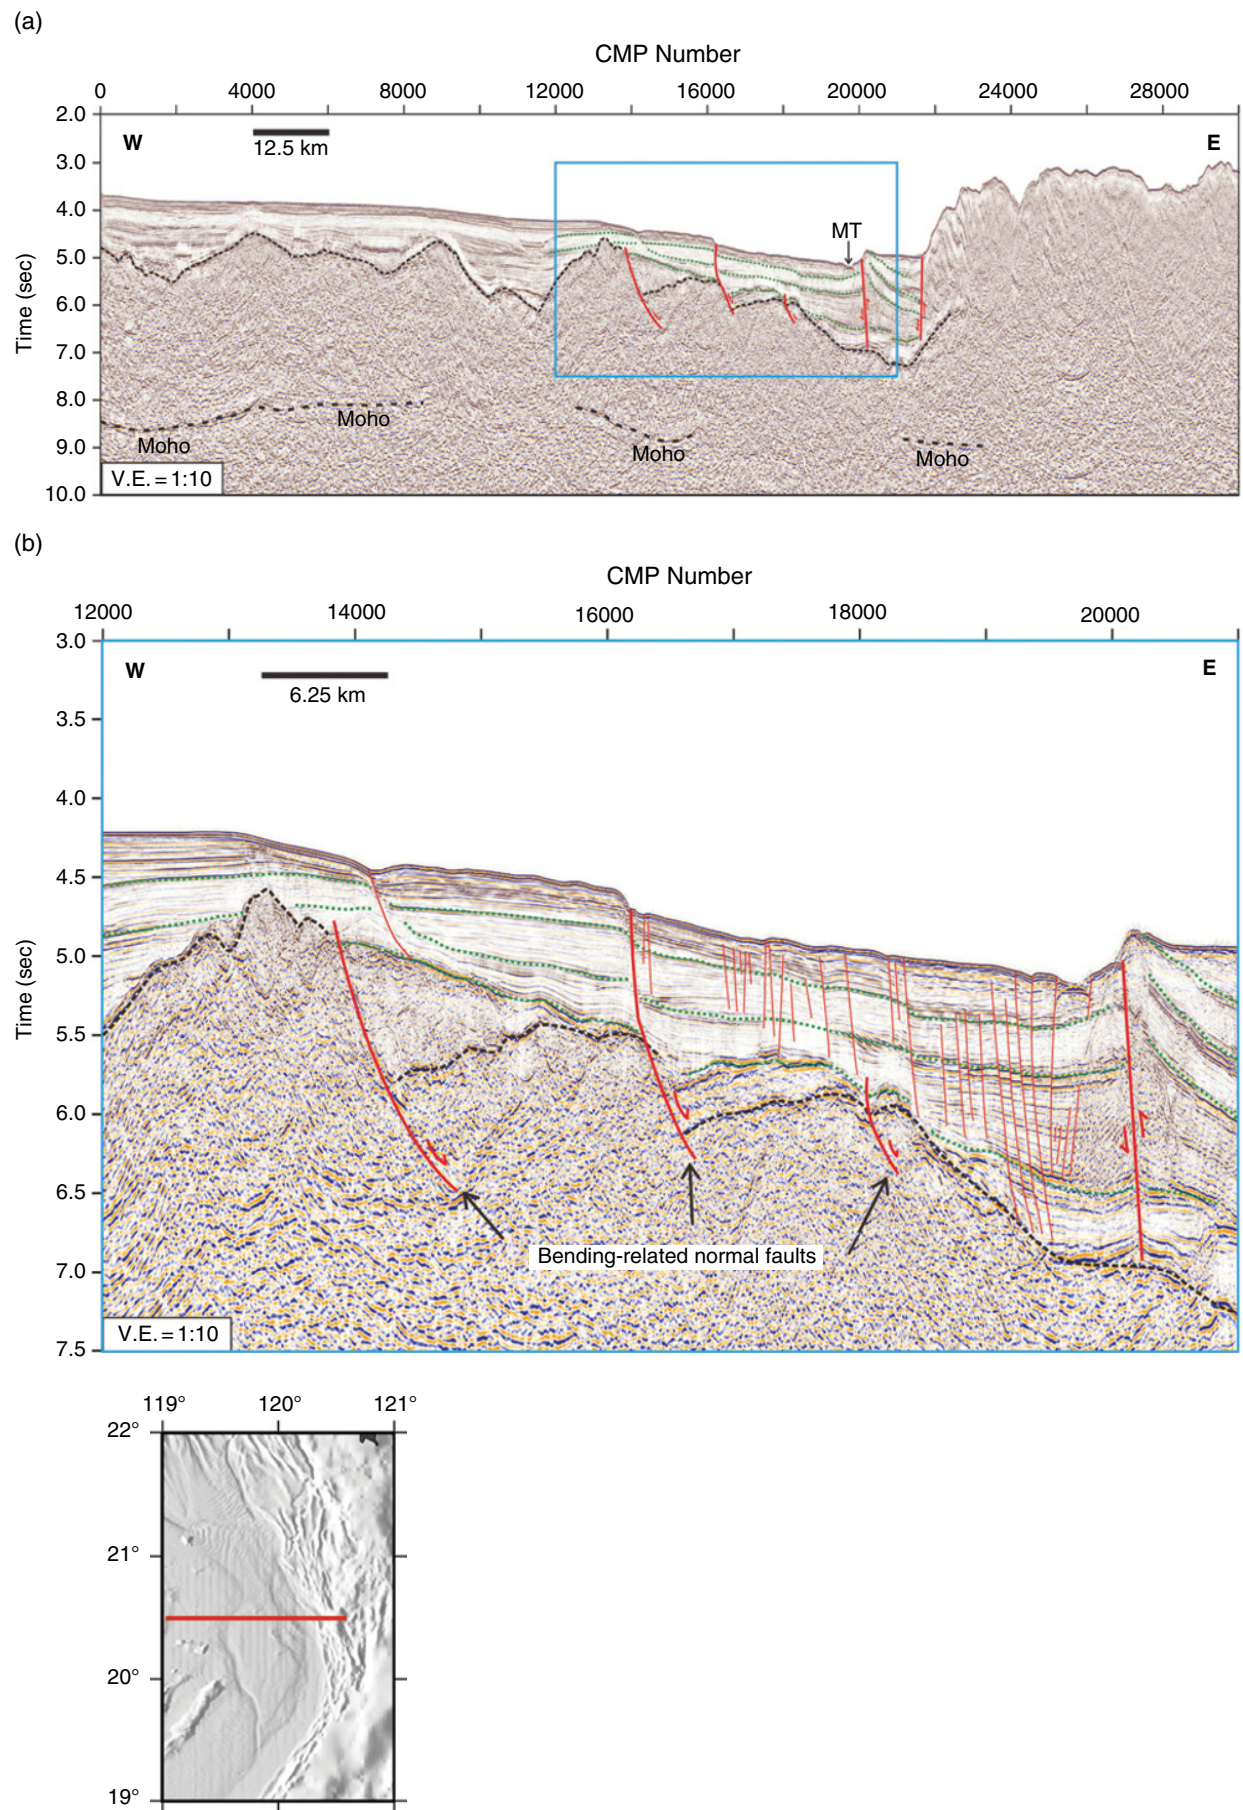 (a)
CMP Number
0 4000 8000 12000 16000 20000 24000 28000
2.0
W E
12.5 km
3.0
4.0
MT
5.0
6.0
7.0
8.0
Moho
Moho
Moho
Moho
9.0
V.E. = 1:10
10.0
Time (sec)
(b)
CMP Number
12000 14000 16000 18000 20000
3.0
W E
6.25 km
3.5
4.0
4.5
5.0
5.5
6.0
6.5
Bending-related normal faults
7.0
V.E. = 1:10
7.5
Time (sec)
119° 120° 121°
22°
21°
20°
19°